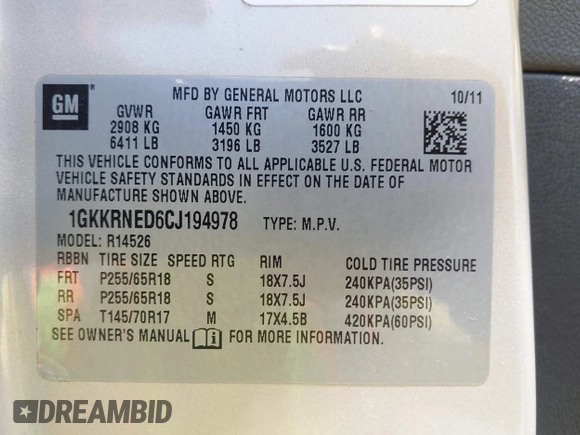 GM ®
MFD BY GENERAL MOTORS LLC 10/11
GVWR GAWR FRT GAWR RR
2908 KG 1450 KG 1600 KG
6411 LB 3196 LB 3527 LB
THIS VEHICLE CONFORMS TO ALL APPLICABLE U.S. FEDERAL MOTOR
VEHICLE SAFETY STANDARDS IN EFFECT ON THE DATE OF
MANUFACTURE SHOWN ABOVE.
1GKKRNED6CJ194978 TYPE: M.P.V.
MODEL: R14526
RBBN TIRE SIZE SPEED RTG RIM COLD TIRE PRESSURE
FRT P255/65R18 S 18X7.5J 240KPA(35PSI)
RR P255/65R18 S 18X7.5J 240KPA(35PSI)
SPA T145/70R17 M 17X4.5B 420KPA(60PSI)
SEE OWNER'S MANUAL i FOR MORE INFORMATION.
DREAMBID